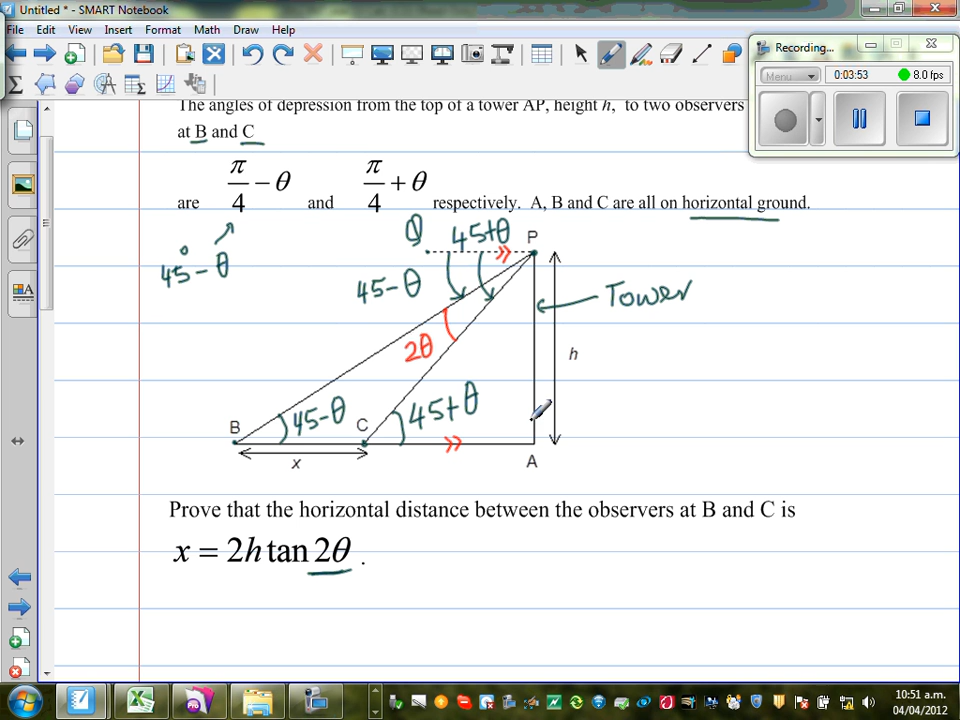 Untitled * - SMART Notebook
File Edit View Insert Format Math Draw Help
Recording...
Menu 0:03:53 8.0 fps
The angles of depression from the top of a tower AP, height h, to two observers
at B and C
are π/4 − θ and π/4 + θ respectively. A, B and C are all on horizontal ground.
45° − θ
Q 45+θ P
45−θ
Tower
2θ
h
B 45−θ C 45+θ
x A
Prove that the horizontal distance between the observers at B and C is
x = 2h tan 2θ .
10:51 a.m.
04/04/2012